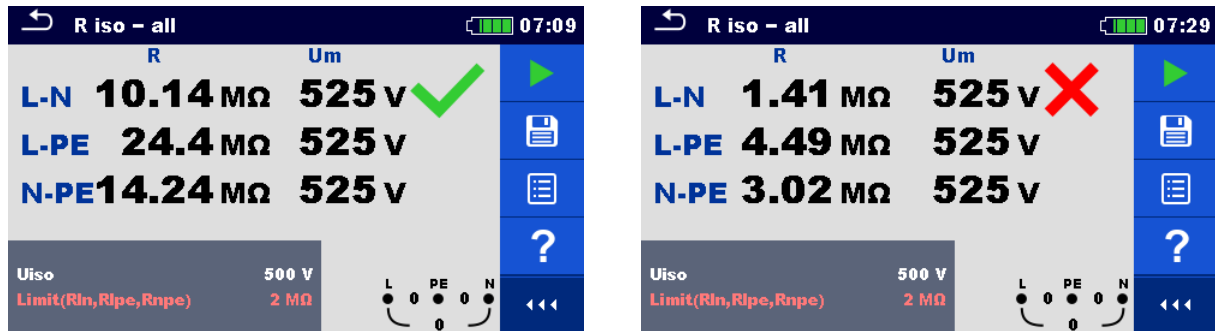 R iso – all 07:09
R Um
L-N 10.14 MΩ 525 V
L-PE 24.4 MΩ 525 V
N-PE 14.24 MΩ 525 V
?
Uiso 500 V
Limit(Rln,Rlpe,Rnpe) 2 MΩ
L PE N
0 0
0
R iso – all 07:29
R Um
L-N 1.41 MΩ 525 V
L-PE 4.49 MΩ 525 V
N-PE 3.02 MΩ 525 V
?
Uiso 500 V
Limit(Rln,Rlpe,Rnpe) 2 MΩ
L PE N
0 0
0